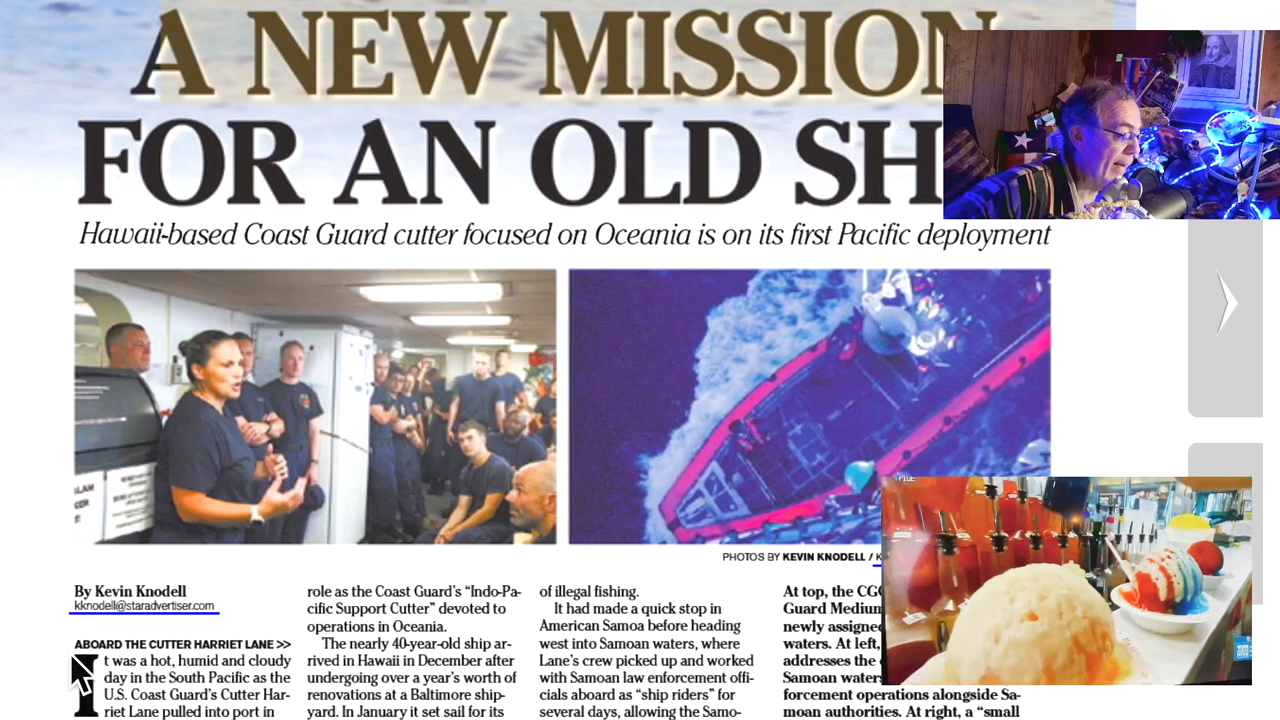 A NEW MISSION
FOR AN OLD SH
Hawaii-based Coast Guard cutter focused on Oceania is on its first Pacific deployment
PHOTOS BY KEVIN KNODELL / K
By Kevin Knodell
kknodell@staradvertiser.com
ABOARD THE CUTTER HARRIET LANE >>
It was a hot, humid and cloudy
day in the South Pacific as the
U.S. Coast Guard's Cutter Har-
riet Lane pulled into port in
role as the Coast Guard's "Indo-Pa-
cific Support Cutter" devoted to
operations in Oceania.
The nearly 40-year-old ship ar-
rived in Hawaii in December after
undergoing over a year's worth of
renovations at a Baltimore ship-
yard. In January it set sail for its
of illegal fishing.
It had made a quick stop in
American Samoa before heading
west into Samoan waters, where
Lane's crew picked up and worked
with Samoan law enforcement offi-
cials aboard as "ship riders" for
several days, allowing the Samo-
At top, the CGC
Guard Medium
newly assigned
waters. At left,
addresses the
Samoan waters
forcement operations alongside Sa-
moan authorities. At right, a "small